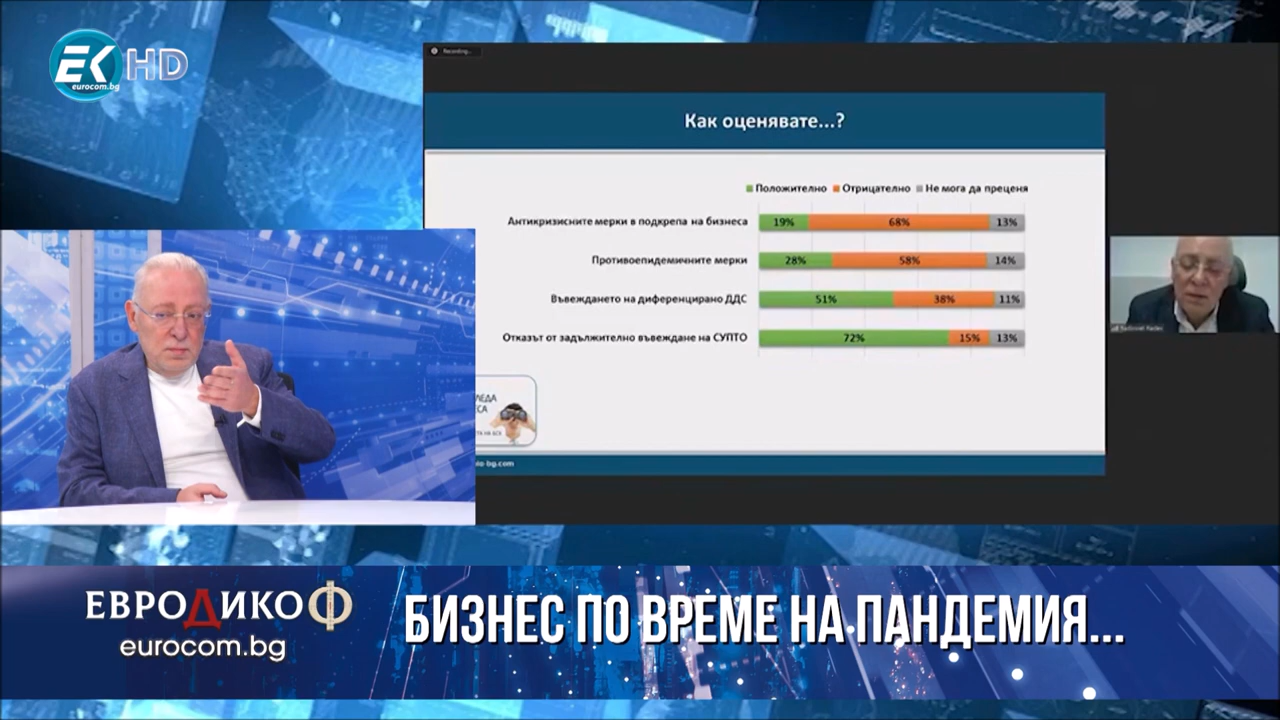 EK HD
eurocom.bg
Recording...
Как оценявате...?
Положително Отрицателно Не мога да преценя
Антикризисните мерки в подкрепа на бизнеса 19% 68% 13%
Противоепидемичните мерки 28% 58% 14%
Въвеждането на диференцирано ДДС 51% 38% 11%
Отказът от задължително въвеждане на СУПТО 72% 15% 13%
ЕВРОДИКОФ
eurocom.bg
БИЗНЕС ПО ВРЕМЕ НА ПАНДЕМИЯ...